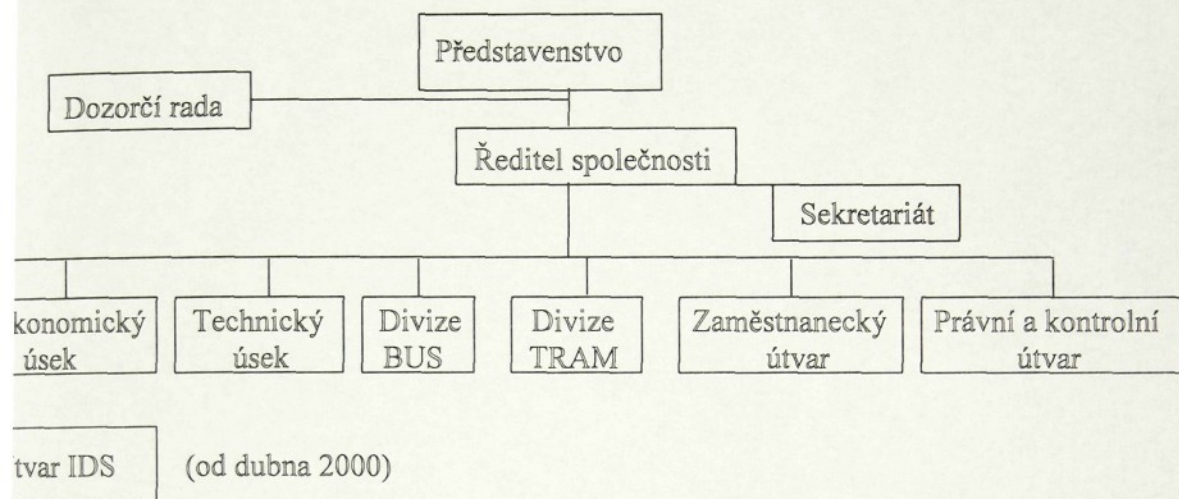 Představenstvo
Dozorčí rada
Ředitel společnosti
Sekretariát
konomický
úsek
Technický
úsek
Divize
BUS
Divize
TRAM
Zaměstnanecký
útvar
Právní a kontrolní
útvar
tvar IDS
(od dubna 2000)